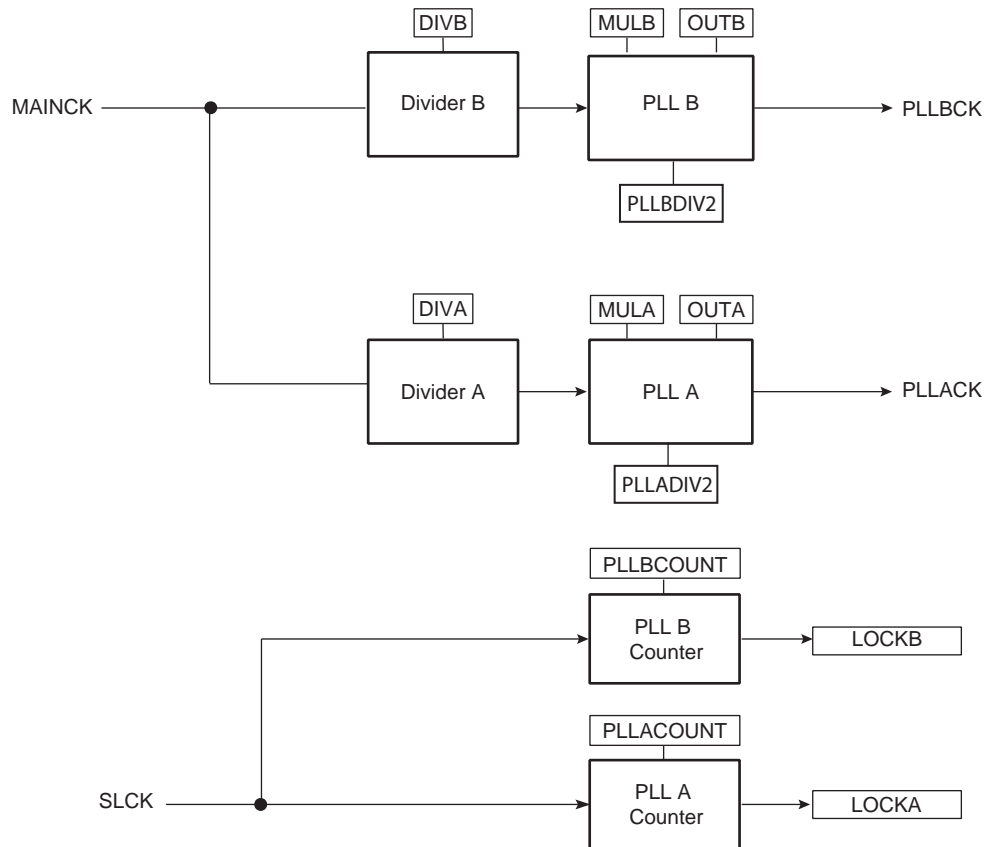 DIVB
MULB
OUTB
MAINCK
Divider B
PLL B
PLLBCK
PLLBDIV2
DIVA
MULA
OUTA
Divider A
PLL A
PLLACK
PLLADIV2
PLLBCOUNT
PLL B
Counter
LOCKB
PLLACOUNT
SLCK
PLL A
Counter
LOCKA